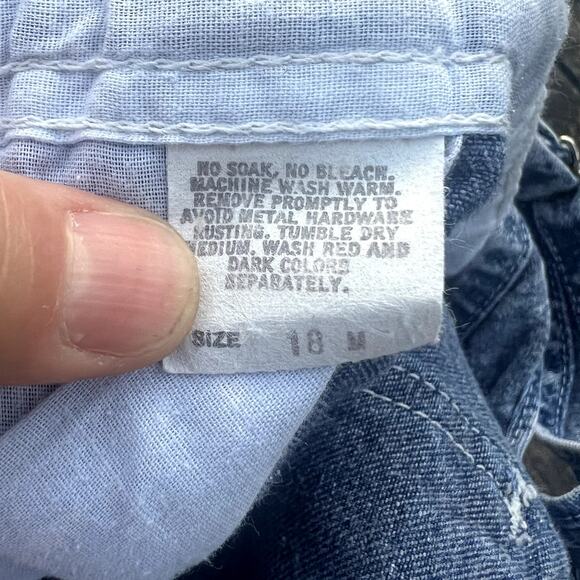 NO SOAK, NO BLEACH.
MACHINE WASH WARM.
REMOVE PROMPTLY TO
AVOID METAL HARDWARE
RUSTING. TUMBLE DRY
MEDIUM. WASH RED AND
DARK COLORS
SEPARATELY.
SIZE 18 M